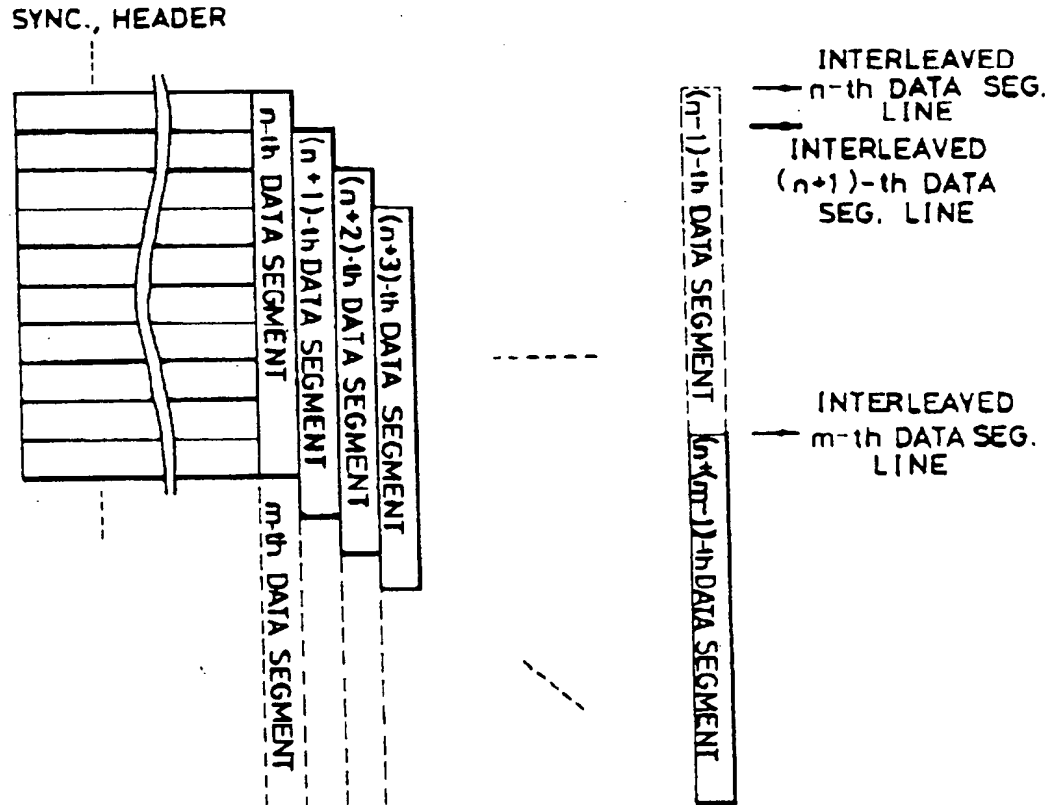 SYNC., HEADER
n-th DATA SEGMENT
(n+1)-th DATA SEGMENT
(n+2)-th DATA SEGMENT
(n+3)-th DATA SEGMENT
m-th DATA SEGMENT
(n-1)-th DATA SEGMENT
(n+(m-1))-th DATA SEGMENT
INTERLEAVED
n-th DATA SEG.
LINE
INTERLEAVED
(n+1)-th DATA
SEG. LINE
INTERLEAVED
m-th DATA SEG.
LINE